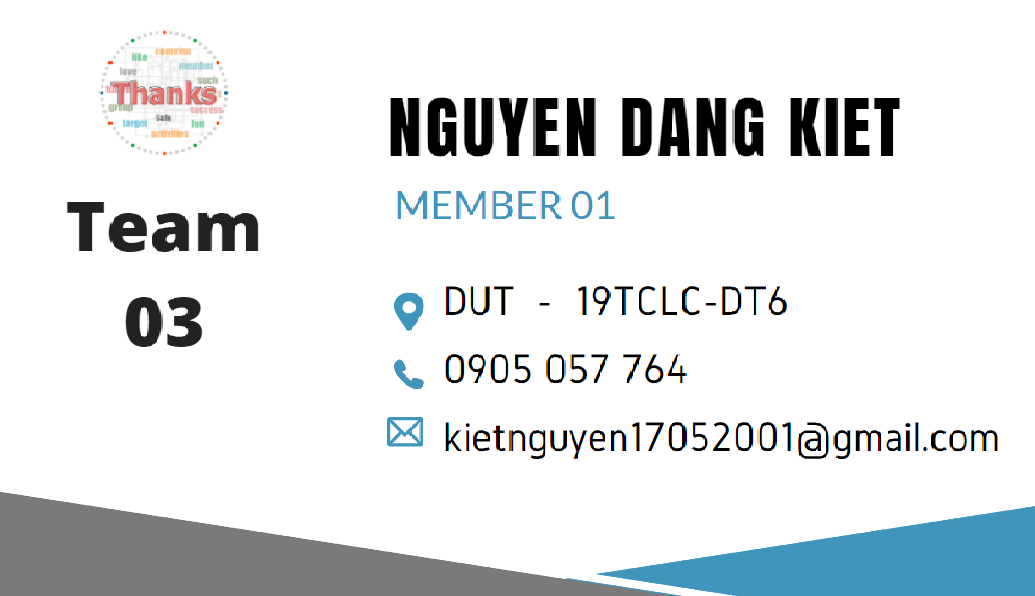 like
common
love
member
such
Thanks
group
Safe
success
target
fun
activities
Team
03
NGUYEN DANG KIET
MEMBER 01
DUT - 19TCLC-DT6
0905 057 764
kietnguyen17052001@gmail.com